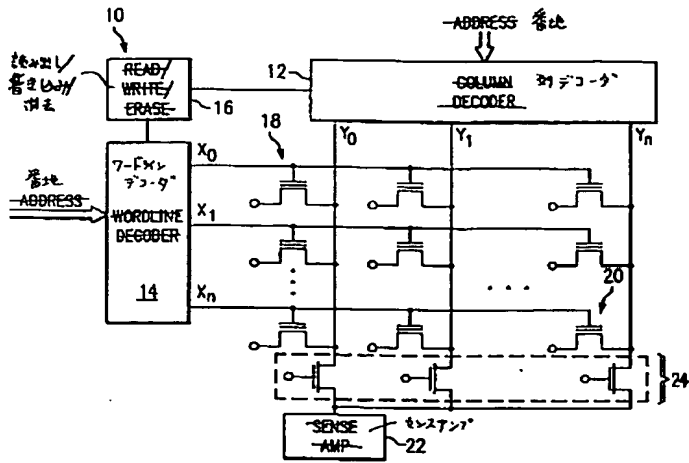 ADDRESS 番地
10
読み出し/
書き込み/
消去
READ/
WRITE/
ERASE
16
12
COLUMN 列デコーダ
DECODER
Y0 Y1 Yn
18
X0
ワードライン
デコーダ
番地
ADDRESS
WORDLINE
DECODER
X1
14
Xn
20
24
SENSE センスアンプ
AMP
22